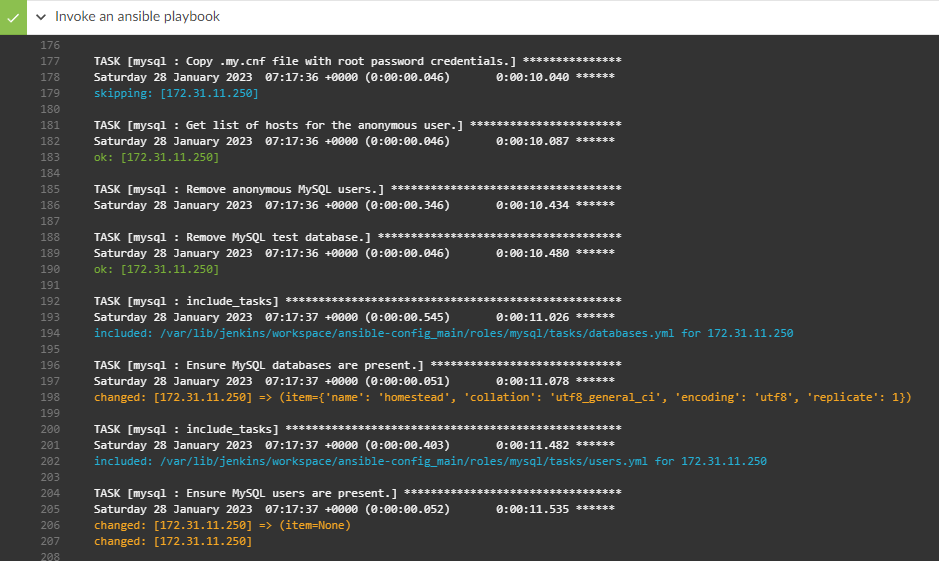 Invoke an ansible playbook
176
177 TASK [mysql : Copy .my.cnf file with root password credentials.] ***************
178 Saturday 28 January 2023  07:17:36 +0000 (0:00:00.046)       0:00:10.040 ******
179 skipping: [172.31.11.250]
180
181 TASK [mysql : Get list of hosts for the anonymous user.] ***********************
182 Saturday 28 January 2023  07:17:36 +0000 (0:00:00.046)       0:00:10.087 ******
183 ok: [172.31.11.250]
184
185 TASK [mysql : Remove anonymous MySQL users.] ***********************************
186 Saturday 28 January 2023  07:17:36 +0000 (0:00:00.346)       0:00:10.434 ******
187
188 TASK [mysql : Remove MySQL test database.] *************************************
189 Saturday 28 January 2023  07:17:36 +0000 (0:00:00.046)       0:00:10.480 ******
190 ok: [172.31.11.250]
191
192 TASK [mysql : include_tasks] ***************************************************
193 Saturday 28 January 2023  07:17:37 +0000 (0:00:00.545)       0:00:11.026 ******
194 included: /var/lib/jenkins/workspace/ansible-config_main/roles/mysql/tasks/databases.yml for 172.31.11.250
195
196 TASK [mysql : Ensure MySQL databases are present.] *****************************
197 Saturday 28 January 2023  07:17:37 +0000 (0:00:00.051)       0:00:11.078 ******
198 changed: [172.31.11.250] => (item={'name': 'homestead', 'collation': 'utf8_general_ci', 'encoding': 'utf8', 'replicate': 1})
199
200 TASK [mysql : include_tasks] ***************************************************
201 Saturday 28 January 2023  07:17:37 +0000 (0:00:00.403)       0:00:11.482 ******
202 included: /var/lib/jenkins/workspace/ansible-config_main/roles/mysql/tasks/users.yml for 172.31.11.250
203
204 TASK [mysql : Ensure MySQL users are present.] *********************************
205 Saturday 28 January 2023  07:17:37 +0000 (0:00:00.052)       0:00:11.535 ******
206 changed: [172.31.11.250] => (item=None)
207 changed: [172.31.11.250]
208